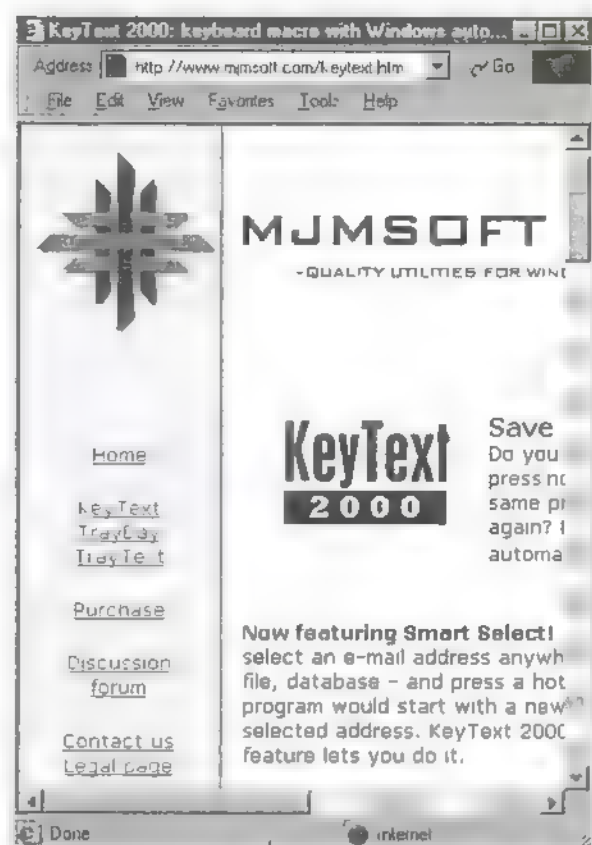 KeyText 2000: keyboard macro with Windows auto...
Address http://www.mjmsoft.com/keytext.htm Go
File Edit View Favorites Tools Help
MJMSOFT
-QUALITY UTILITIES FOR WIND
Home
KeyText
TrayDay
TrayText
Purchase
Discussion
forum
Contact us
Legal page
KeyText
2000
Save
Do you
press
same
again?
automa
Now featuring Smart Select!
select an e-mail address anywh
file, database - and press a hot
program would start with a new
selected address. KeyText 2000
feature lets you do it.
Done
Internet